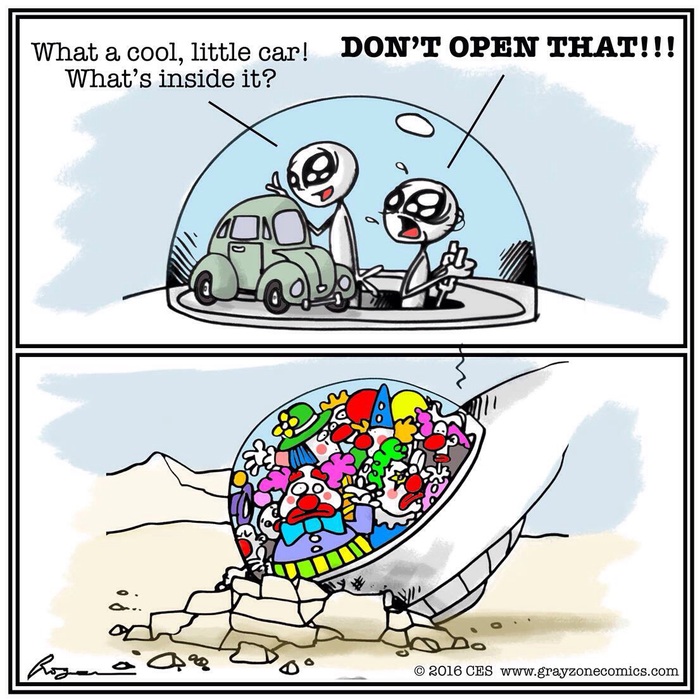 What a cool, little car!
What's inside it?
DON'T OPEN THAT!!!
© 2016 CES www.grayzonecomics.com